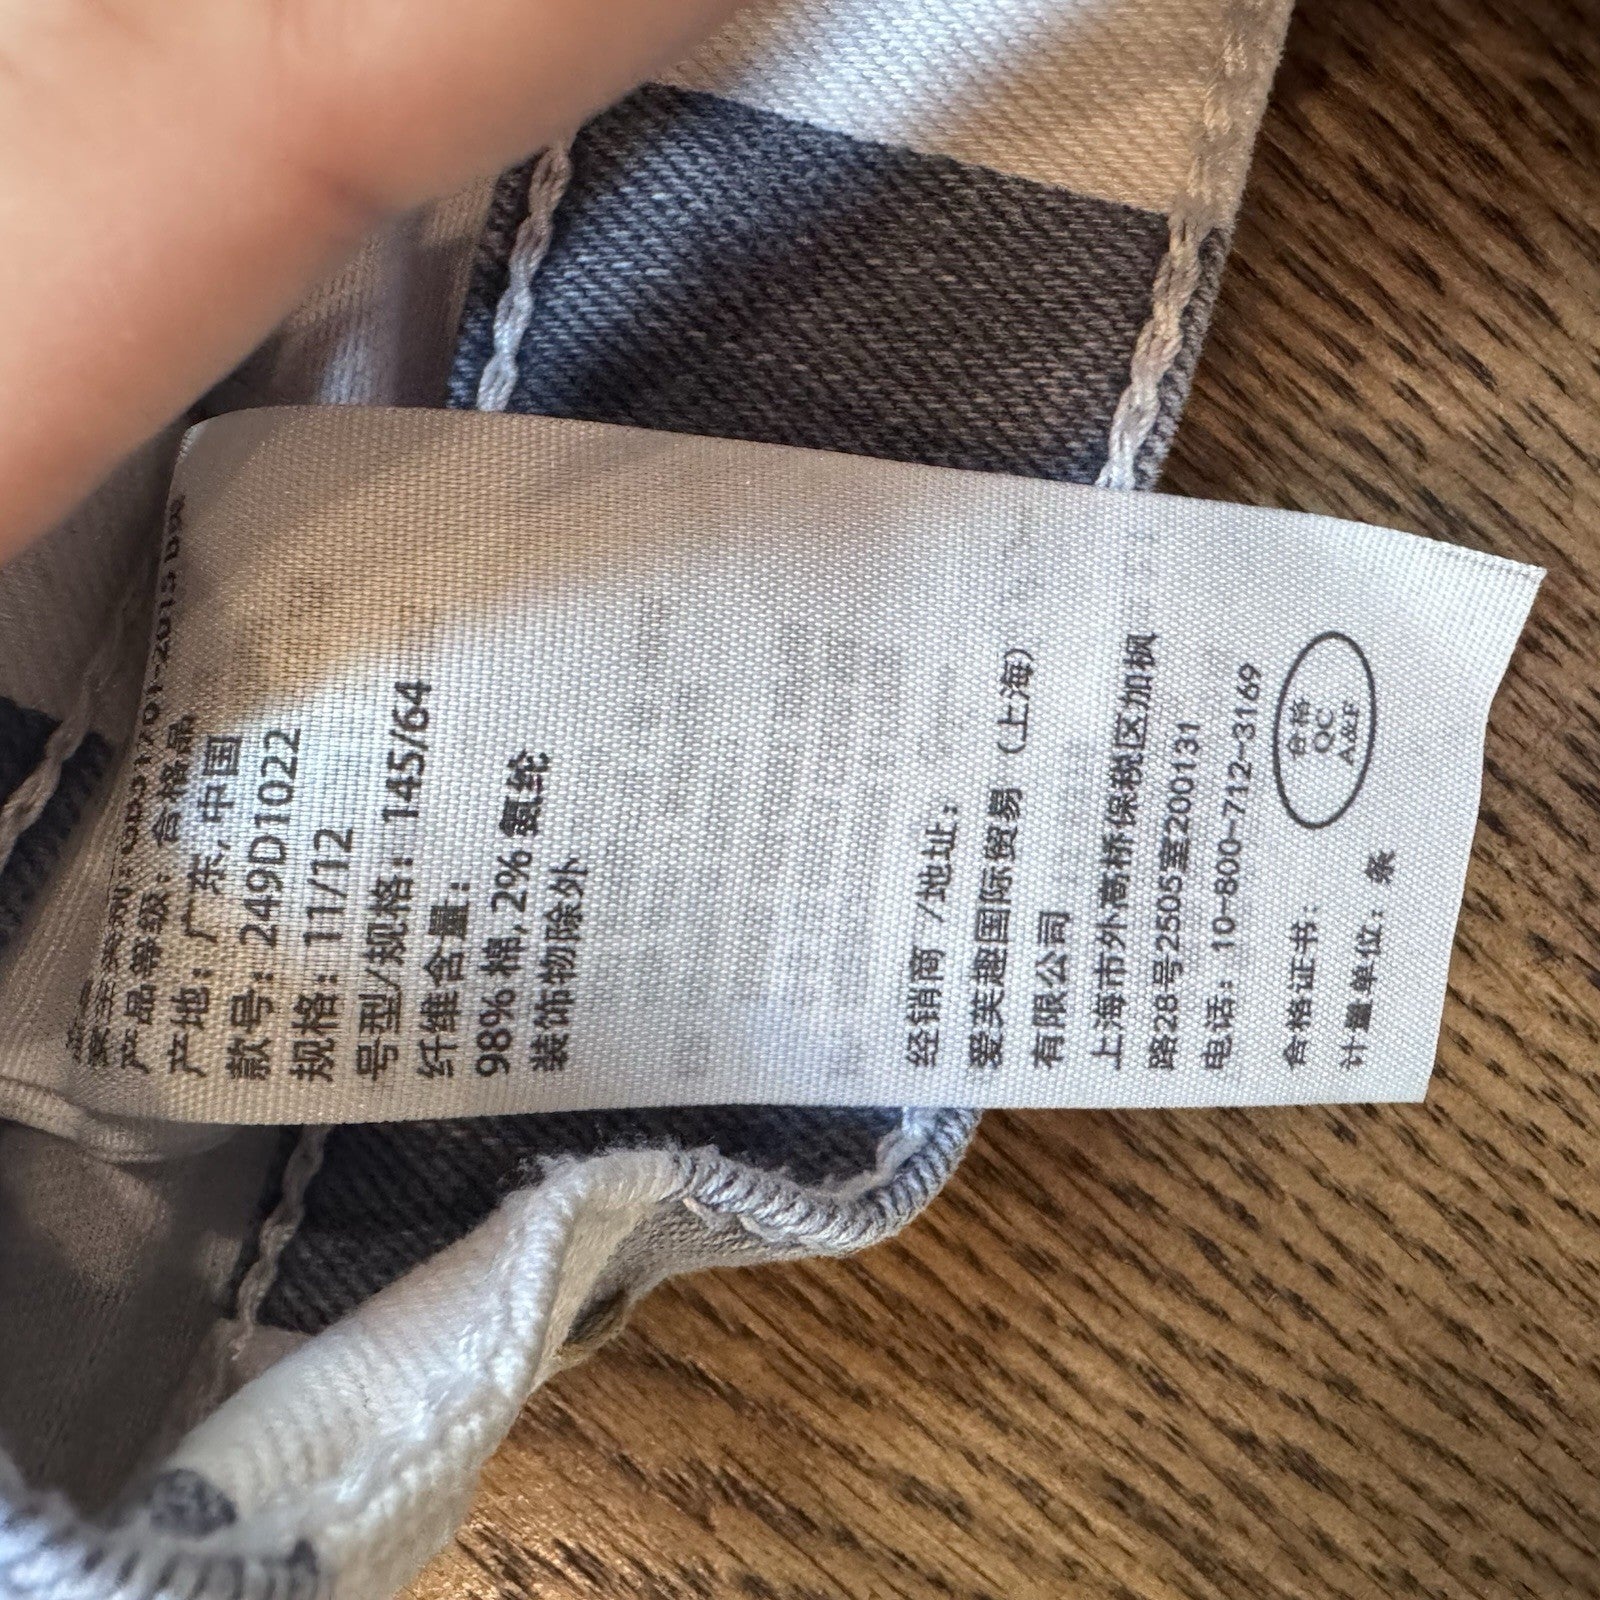 产品等级：合格品
产地：广东，中国
款号：249D1022
规格：11/12
号型/规格：145/64
纤维含量：
98% 棉, 2% 氨纶
装饰物除外
经销商 /地址：
爱芙趣国际贸易（上海）
有限公司
上海市外高桥保税区加枫
路28号2505室200131
电话：10-800-712-3169
合格证书：
合格
QC
A&F
计量单位：条